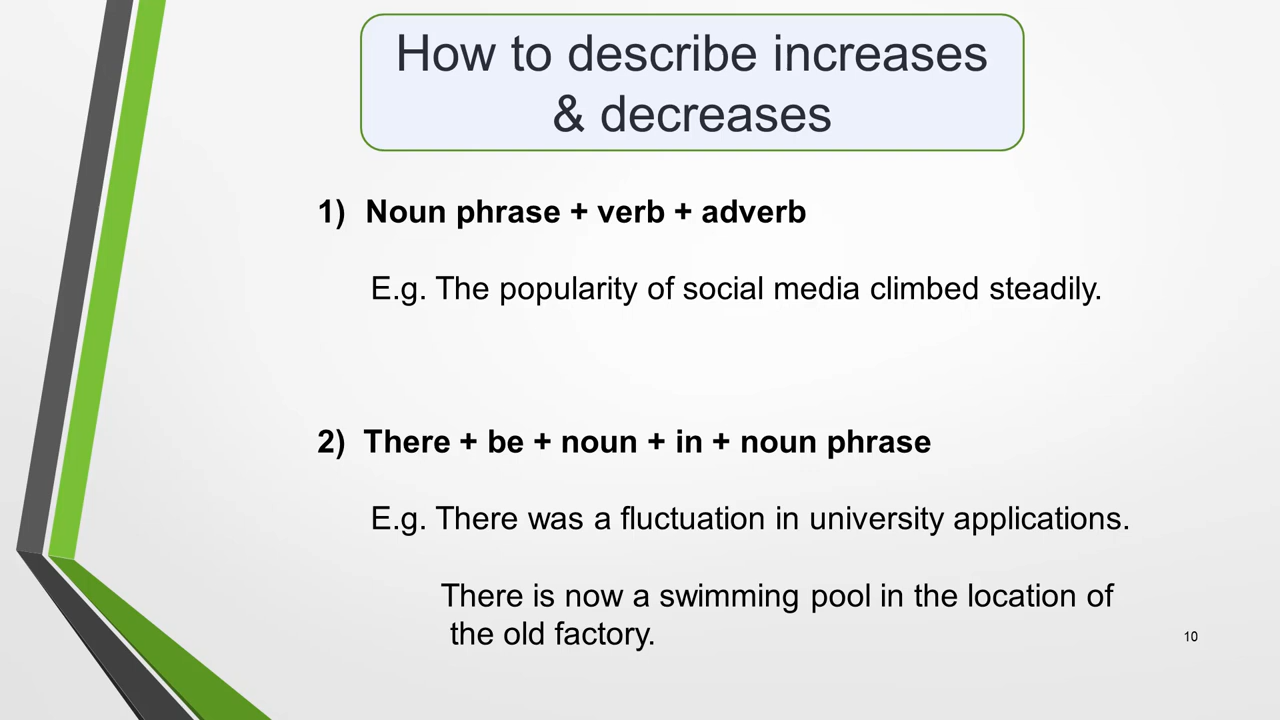 How to describe increases
& decreases
1) Noun phrase + verb + adverb
E.g. The popularity of social media climbed steadily.
2) There + be + noun + in + noun phrase
E.g. There was a fluctuation in university applications.
There is now a swimming pool in the location of
the old factory.
10